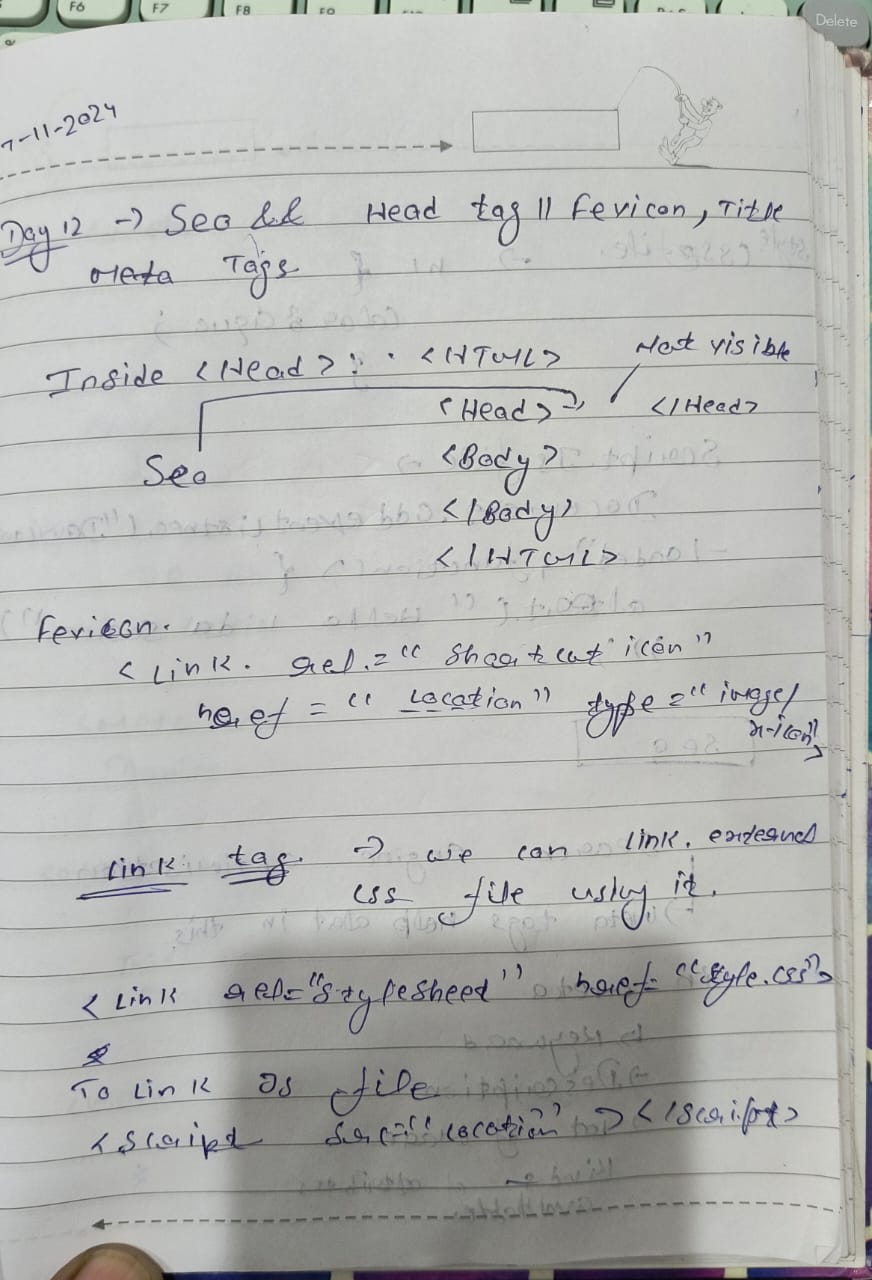 F6 F7 F8 F9
Delete
7-11-2024
Day 12 -> Seo && Head tag || Fevicon, Title
Meta Tags
Inside <Head> : <HTML> Not visible
<Head> </Head>
Seo <Body>
</Body>
</HTML>
Fevicon.
<Link. rel.="Shortcut icon"
href="Location" type="image/
x-icon">
Link tag. -> we can link. external
css file using it.
<Link rel="stylesheet" href="style.css">
To Link JS file
<Script src="location"></Script>